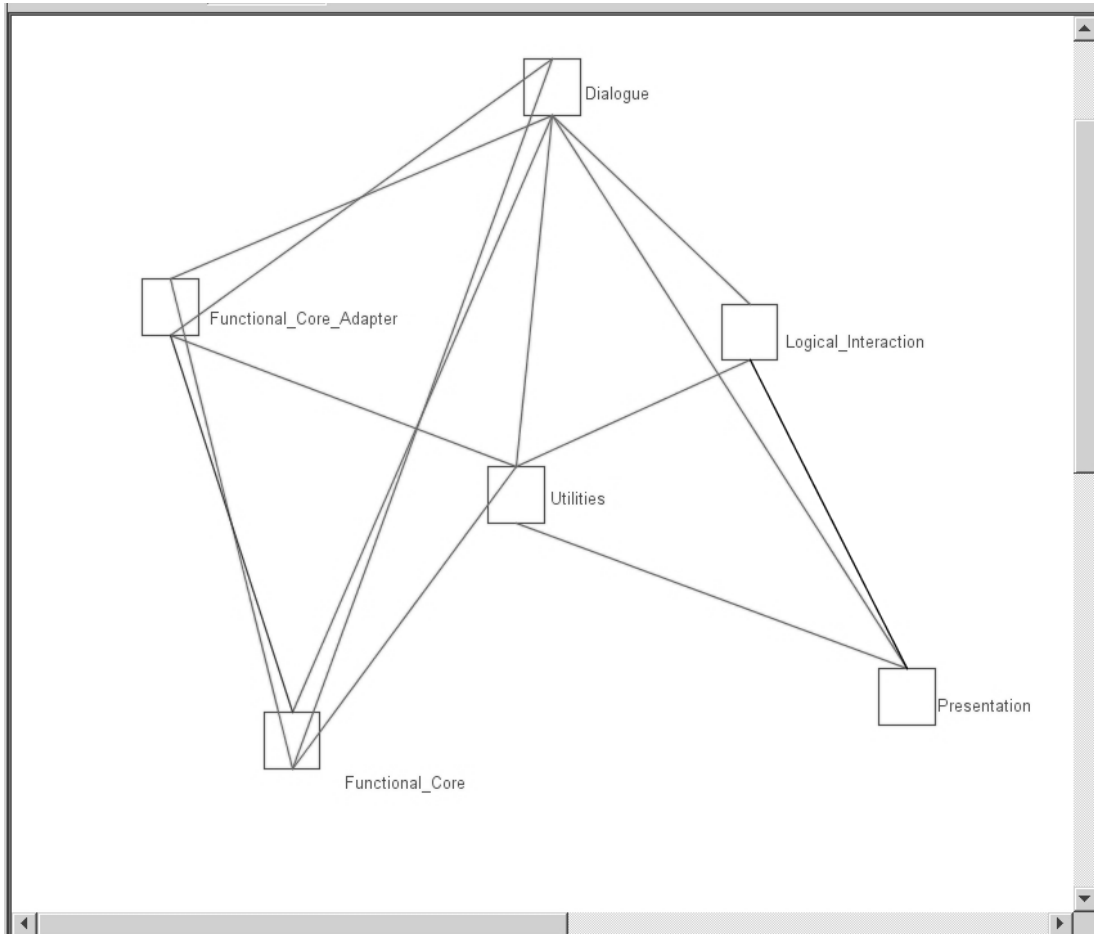 Dialogue
Functional_Core_Adapter
Logical_Interaction
Utilities
Presentation
Functional_Core